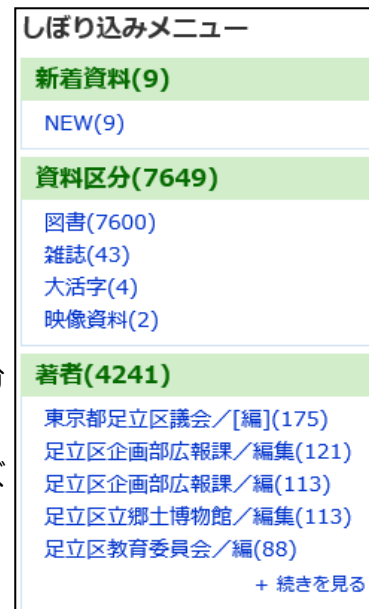 しぼり込みメニュー
新着資料(9)
NEW(9)
資料区分(7649)
図書(7600)
雑誌(43)
大活字(4)
映像資料(2)
著者(4241)
東京都足立区議会／[編](175)
足立区企画部広報課／編集(121)
足立区企画部広報課／編(113)
足立区立郷土博物館／編集(113)
足立区教育委員会／編(88)
+ 続きを見る